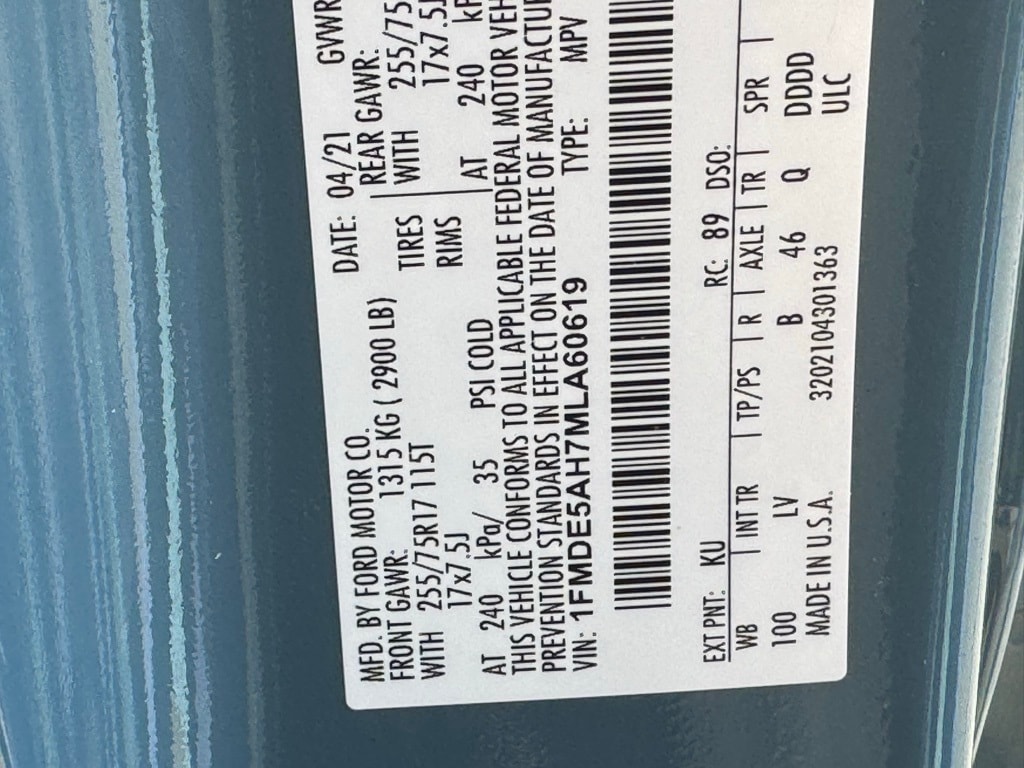 MFD. BY FORD MOTOR CO.
DATE: 04/21 GVWR
FRONT GAWR: 1315 KG ( 2900 LB) REAR GAWR:
WITH 255/75R17 115T TIRES WITH 255/75
17x7.5J RIMS 17x7.5J
AT 240 kPa/ 35 PSI COLD AT 240
THIS VEHICLE CONFORMS TO ALL APPLICABLE FEDERAL MOTOR
PREVENTION STANDARDS IN EFFECT ON THE DATE OF
VIN: 1FMDE5AH7MLA60619 TYPE: MPV
EXT PNT: KU RC: 89 DSO:
WB | INT TR | TP/PS | R | AXLE | TR | SPR |
100 LV B 46 Q DDDD
MADE IN U.S.A. 3202104301363 ULC